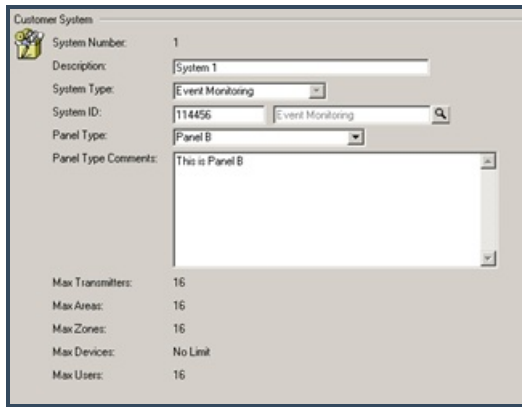 Customer System
System Number: 1
Description: System 1
System Type: Event Monitoring
System ID: 114456 Event Monitoring
Panel Type: Panel B
Panel Type Comments: This is Panel B
Max Transmitters: 16
Max Areas: 16
Max Zones: 16
Max Devices: No Limit
Max Users: 16